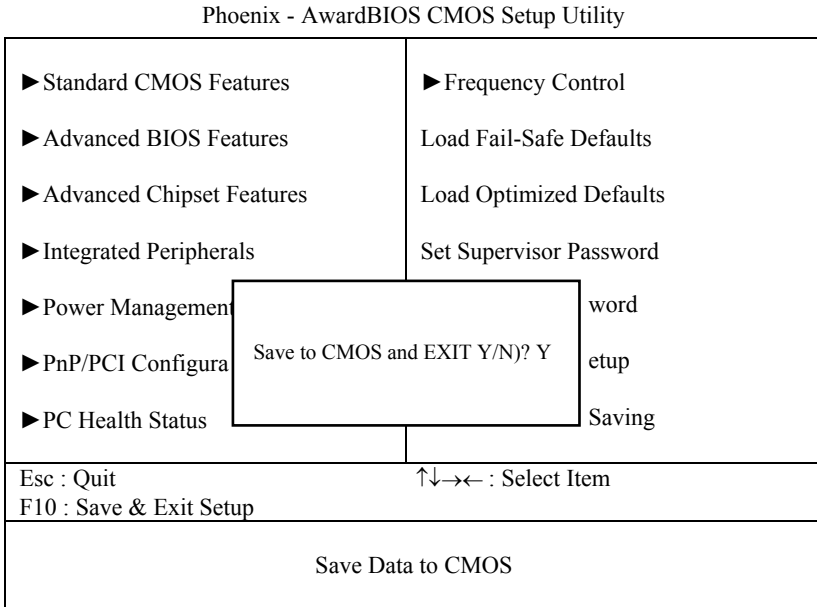 Phoenix - AwardBIOS CMOS Setup Utility
►Standard CMOS Features
►Advanced BIOS Features
►Advanced Chipset Features
►Integrated Peripherals
►Power Management
►PnP/PCI Configura
►PC Health Status
►Frequency Control
Load Fail-Safe Defaults
Load Optimized Defaults
Set Supervisor Password
word
etup
Saving
Save to CMOS and EXIT Y/N)? Y
Esc : Quit
F10 : Save & Exit Setup
↑↓→← : Select Item
Save Data to CMOS